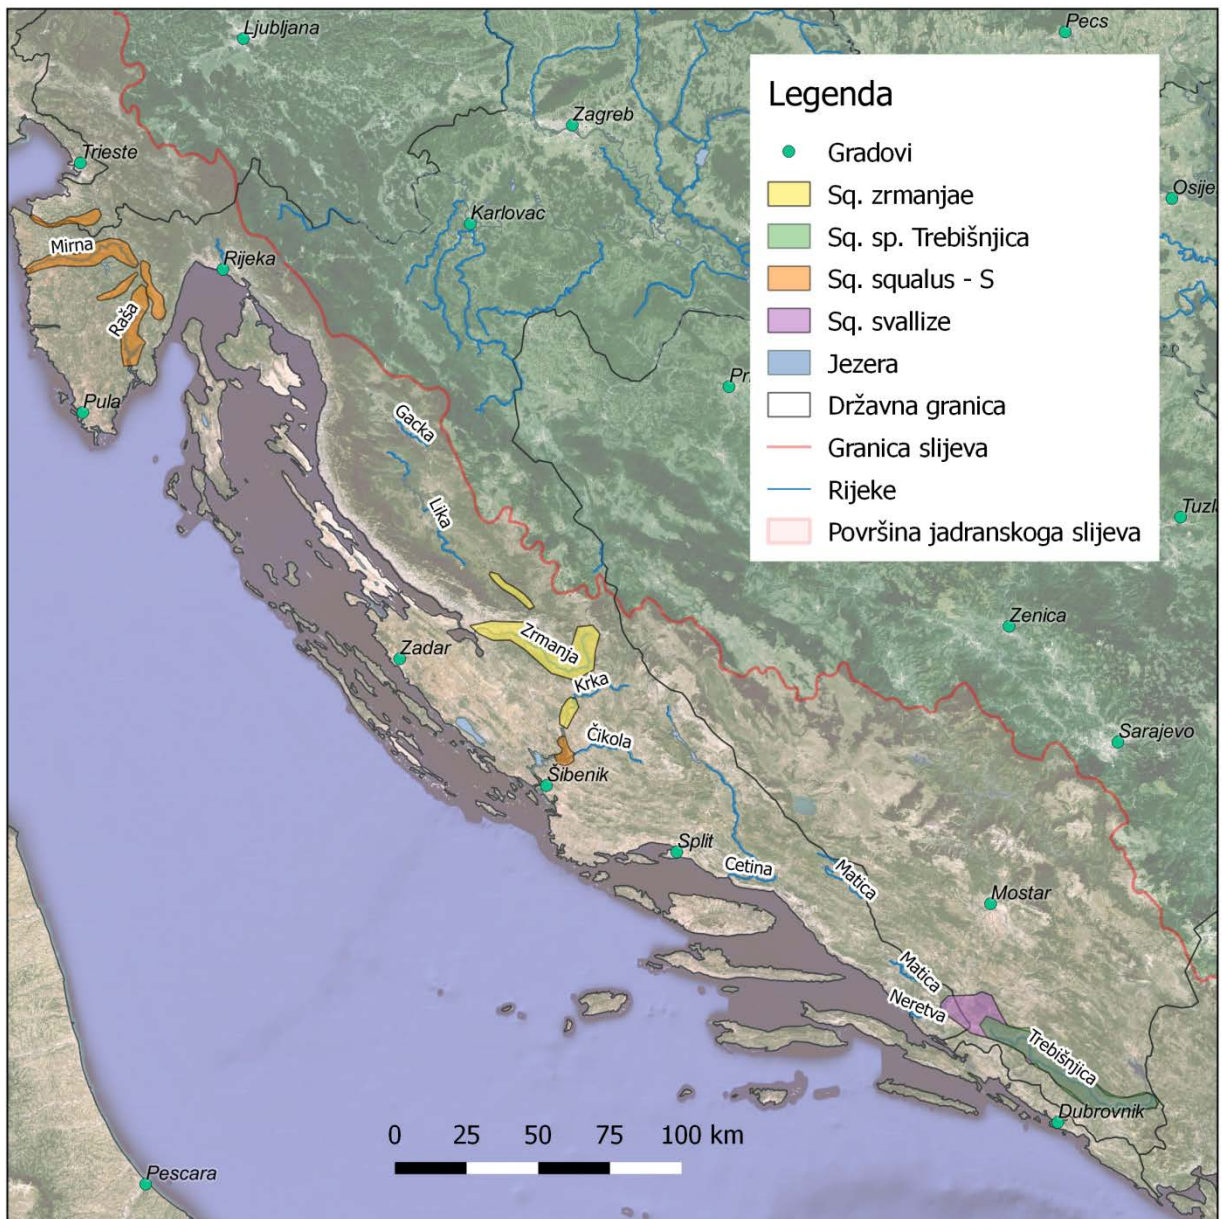 Ljubljana
Pecs
Zagreb
Trieste
Osije
Karlovac
Mirna
Rijeka
Raša
Pula
Pr
Gacka
Lika
Tuzl
Zenica
Zrmanja
Zadar
Krka
Čikola
Sarajevo
Šibenik
Split
Cetina
Matica
Mostar
Matica
Neretva
Trebišnjica
Dubrovnik
Pescara
Legenda
Gradovi
Sq. zrmanjae
Sq. sp. Trebišnjica
Sq. squalus - S
Sq. svallize
Jezera
Državna granica
Granica slijeva
Rijeke
Površina jadranskoga slijeva
0 25 50 75 100 km